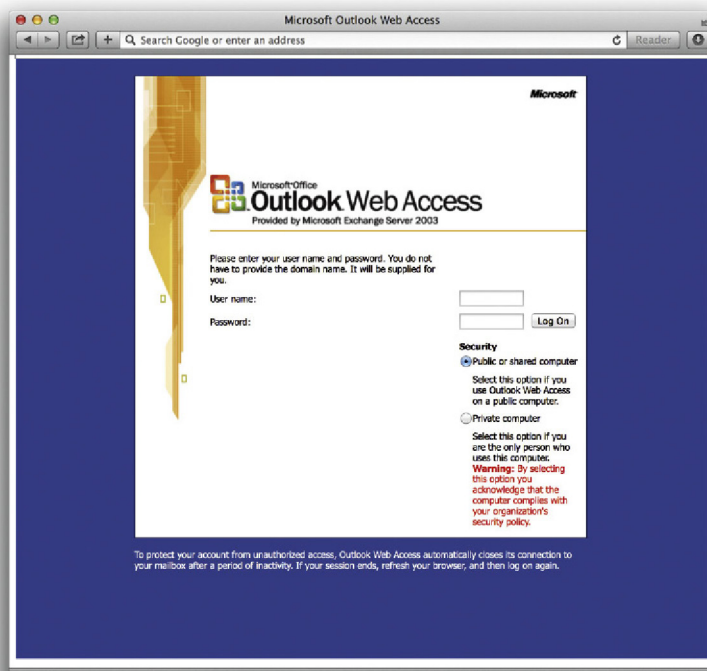 Microsoft Outlook Web Access
Search Google or enter an address
Reader
Microsoft
Microsoft Office
Outlook Web Access
Provided by Microsoft Exchange Server 2003
Please enter your user name and password. You do not
have to provide the domain name. It will be supplied for
you.
User name:
Password:
Log On
Security
Public or shared computer
Select this option if you
use Outlook Web Access
on a public computer.
Private computer
Select this option if you
are the only person who
uses this computer.
Warning: By selecting
this option you
acknowledge that the
computer complies with
your organization's
security policy.
To protect your account from unauthorized access, Outlook Web Access automatically closes its connection to
your mailbox after a period of inactivity. If your session ends, refresh your browser, and then log on again.